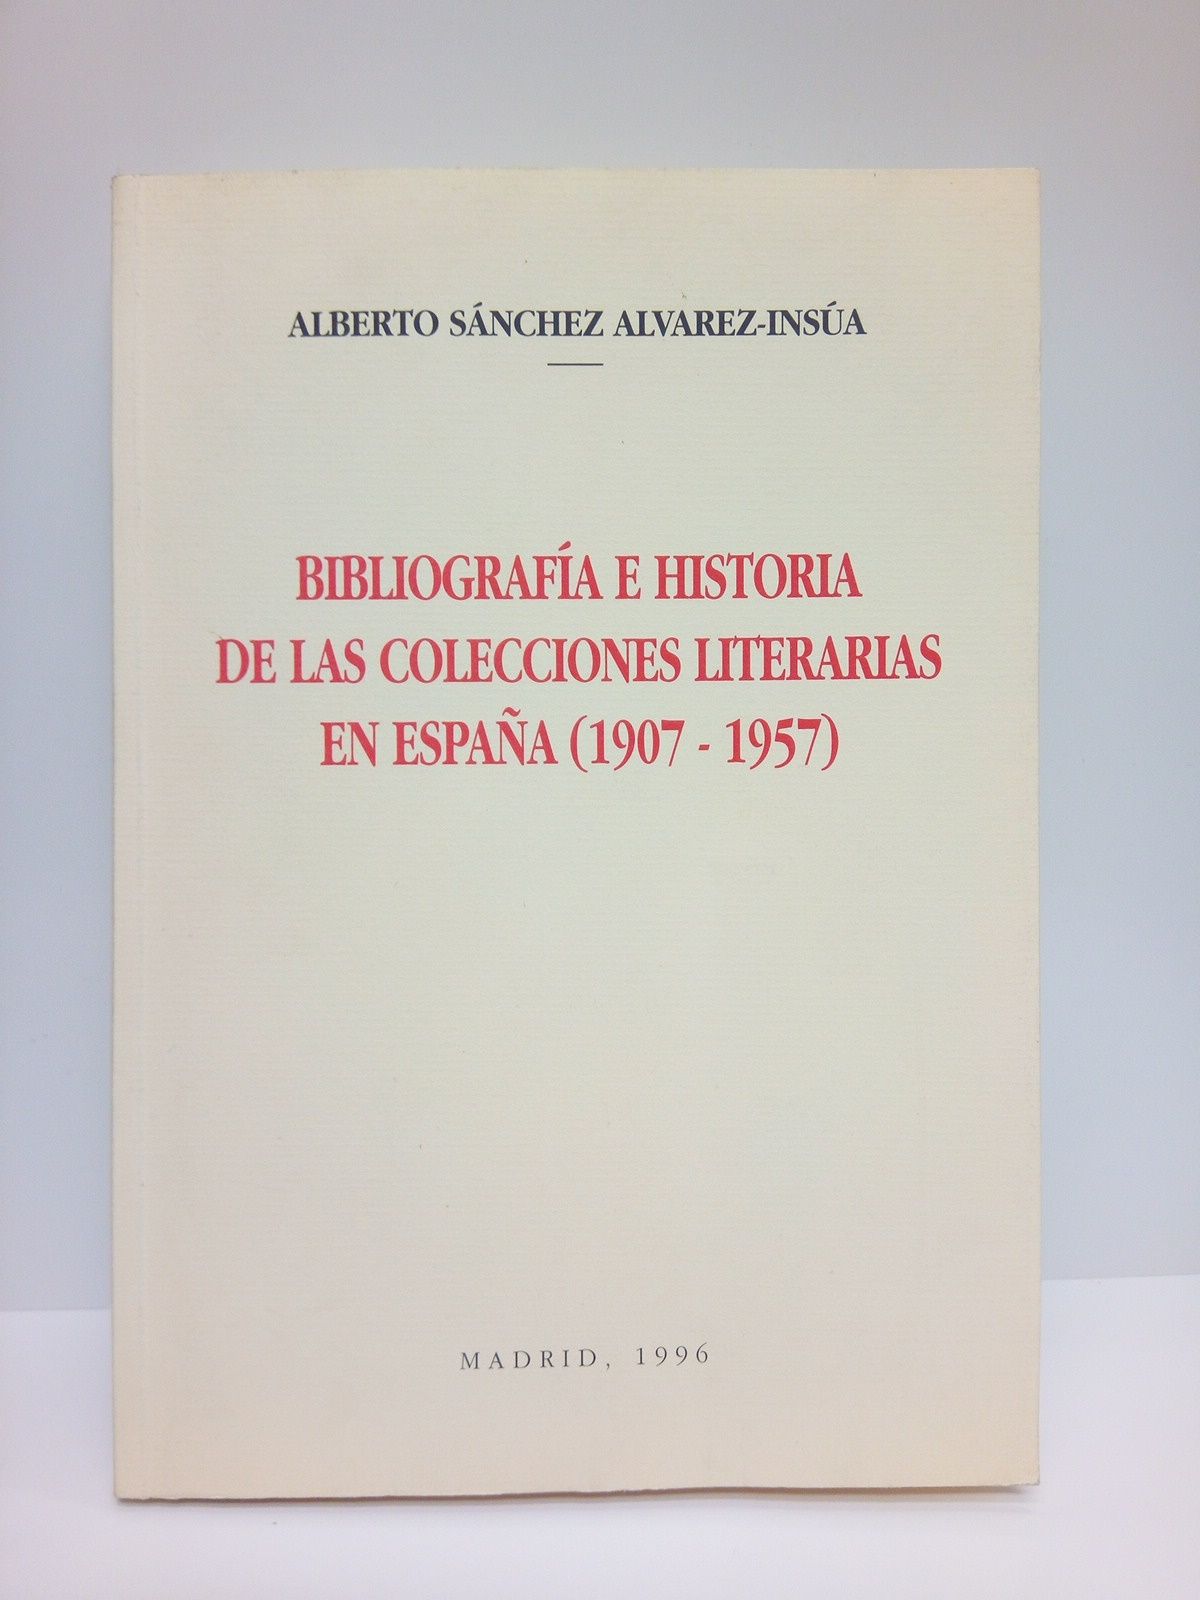 ALBERTO SÁNCHEZ ALVAREZ-INSÚA
BIBLIOGRAFÍA E HISTORIA
DE LAS COLECCIONES LITERARIAS
EN ESPAÑA (1907 - 1957)
MADRID, 1996